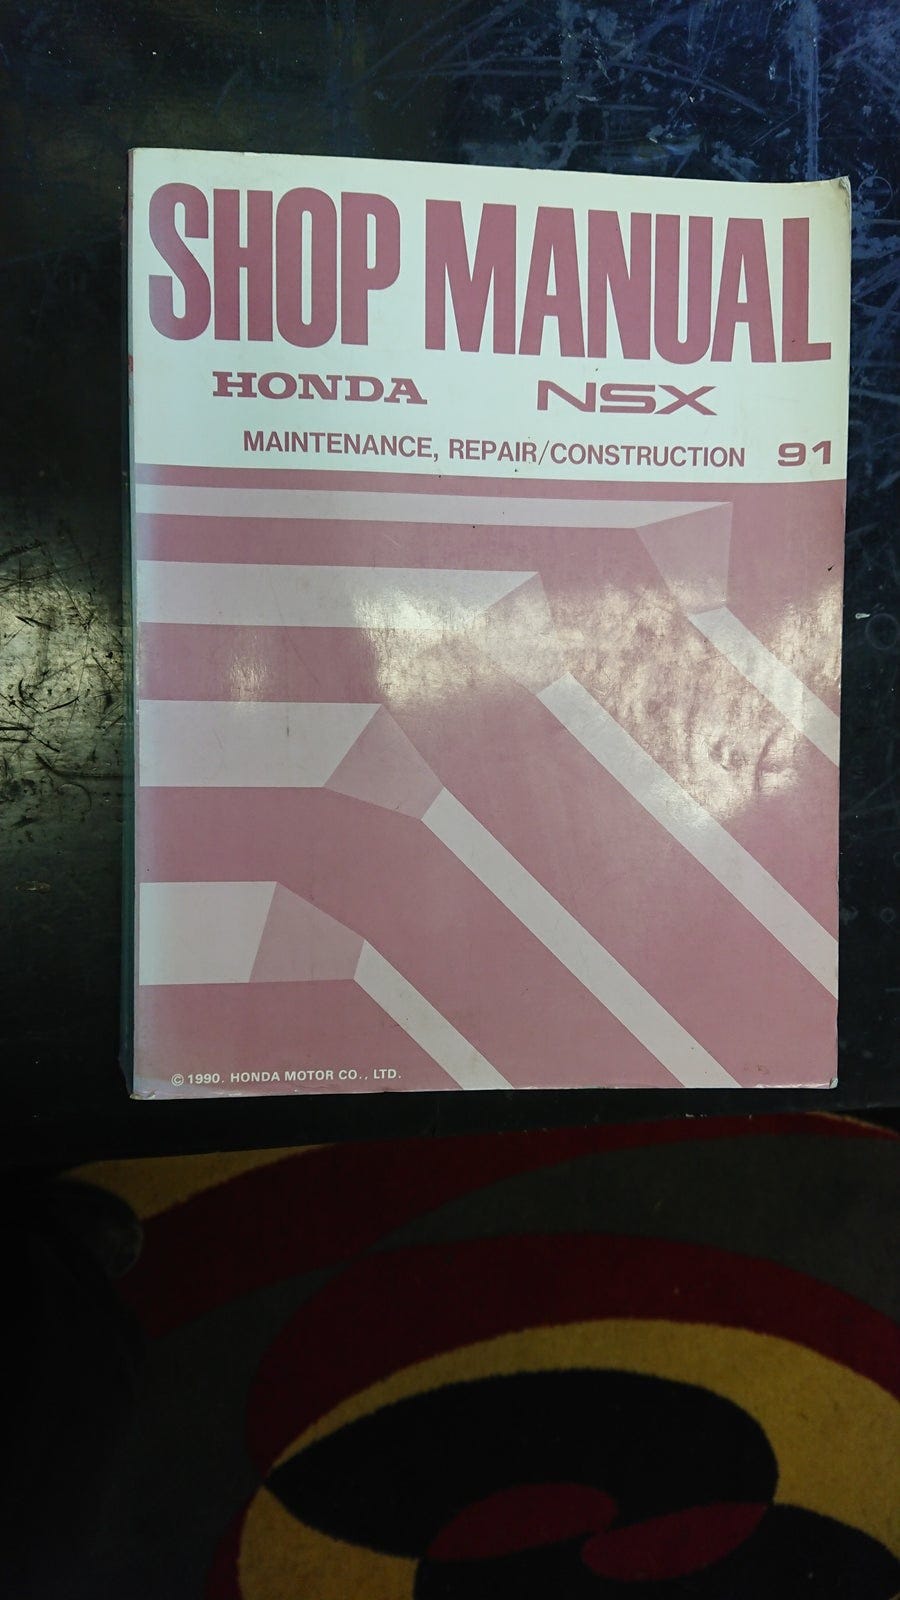 SHOP MANUAL
HONDA NSX
MAINTENANCE, REPAIR/CONSTRUCTION 91
© 1990. HONDA MOTOR CO., LTD.